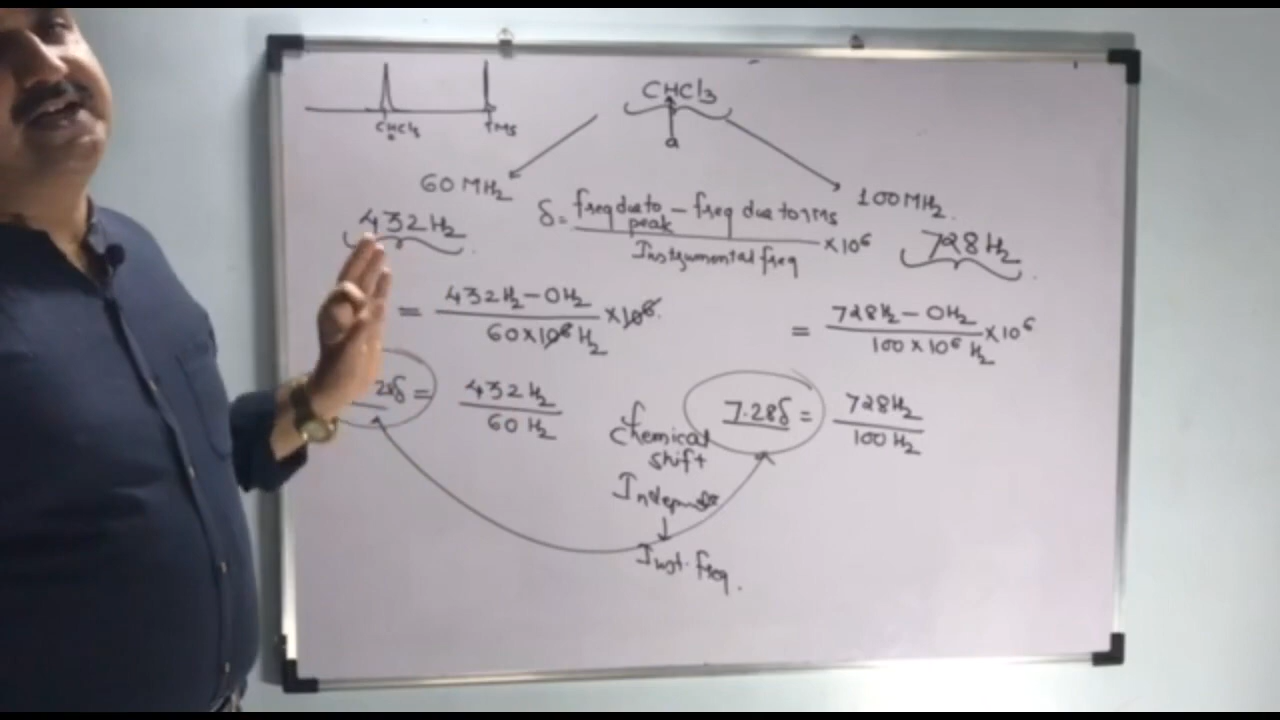 CHCl3
TMS
CHCl3
a
60 MHz
432 Hz
δ = freq due to peak − freq due to TMS
Instrumental freq × 10⁶
100 MHz.
728 Hz
= 432 Hz − 0 Hz
60 × 10⁶ Hz × 10⁶
= 728 Hz − 0 Hz
100 × 10⁶ Hz × 10⁶
28δ = 432 Hz
60 Hz
7.28δ = 728 Hz
100 Hz
Chemical
shift
↓
Inst. freq.